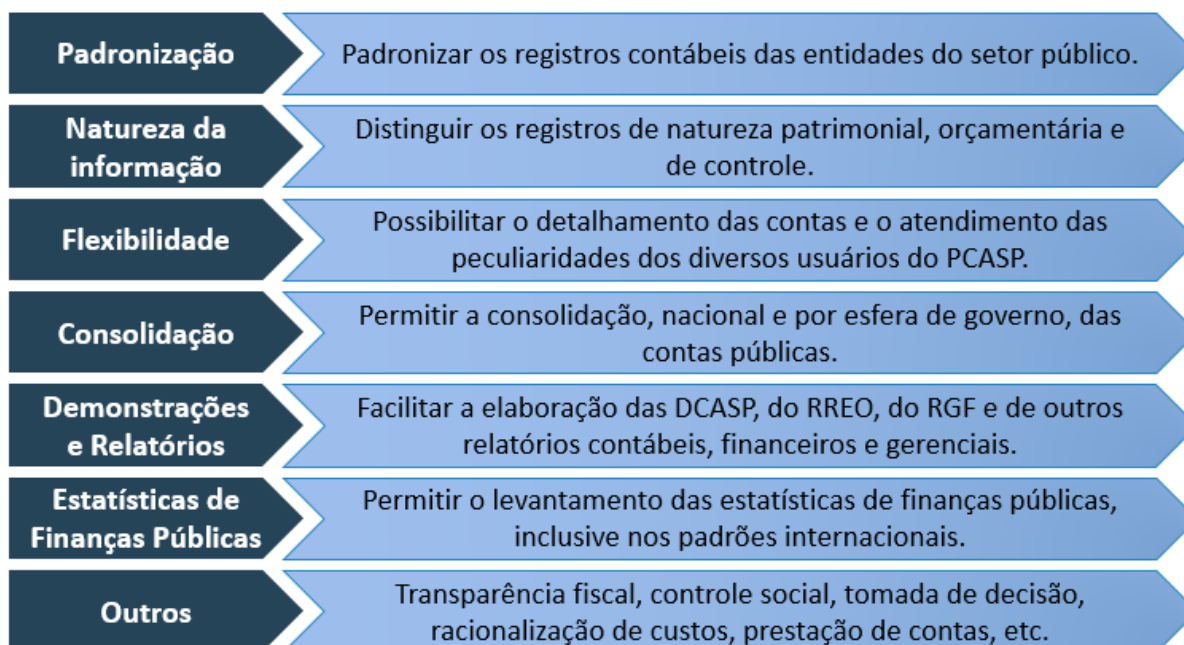 Padronização
Padronizar os registros contábeis das entidades do setor público.
Natureza da
informação
Distinguir os registros de natureza patrimonial, orçamentária e
de controle.
Flexibilidade
Possibilitar o detalhamento das contas e o atendimento das
peculiaridades dos diversos usuários do PCASP.
Consolidação
Permitir a consolidação, nacional e por esfera de governo, das
contas públicas.
Demonstrações
e Relatórios
Facilitar a elaboração das DCASP, do RREO, do RGF e de outros
relatórios contábeis, financeiros e gerenciais.
Estatísticas de
Finanças Públicas
Permitir o levantamento das estatísticas de finanças públicas,
inclusive nos padrões internacionais.
Outros
Transparência fiscal, controle social, tomada de decisão,
racionalização de custos, prestação de contas, etc.